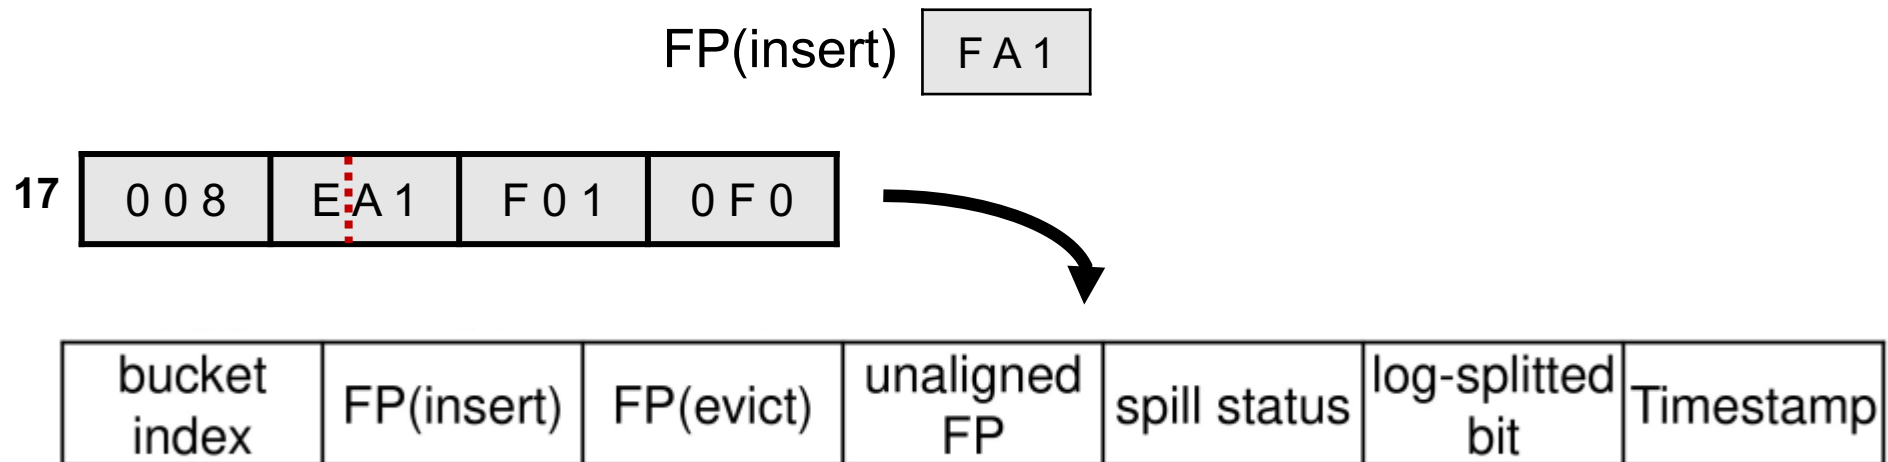 FP(insert) F A 1
17 0 0 8 E A 1 F 0 1 0 F 0
bucket index FP(insert) FP(evict) unaligned FP spill status log-splitted bit Timestamp